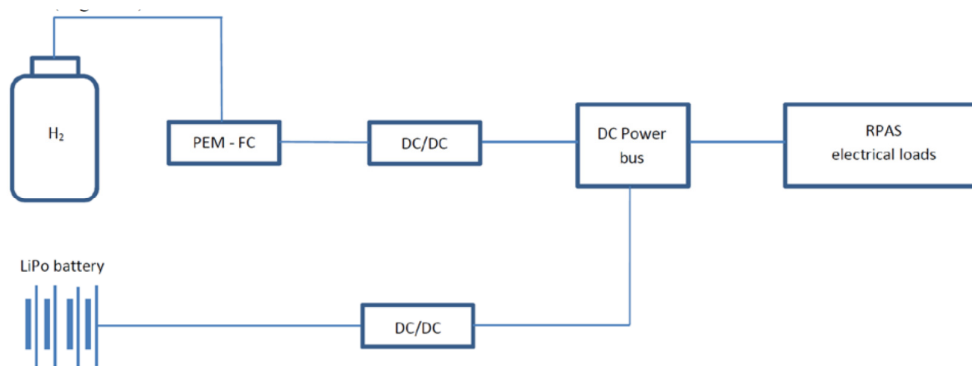 H₂
PEM - FC
DC/DC
DC Power
bus
RPAS
electrical loads
LiPo battery
DC/DC